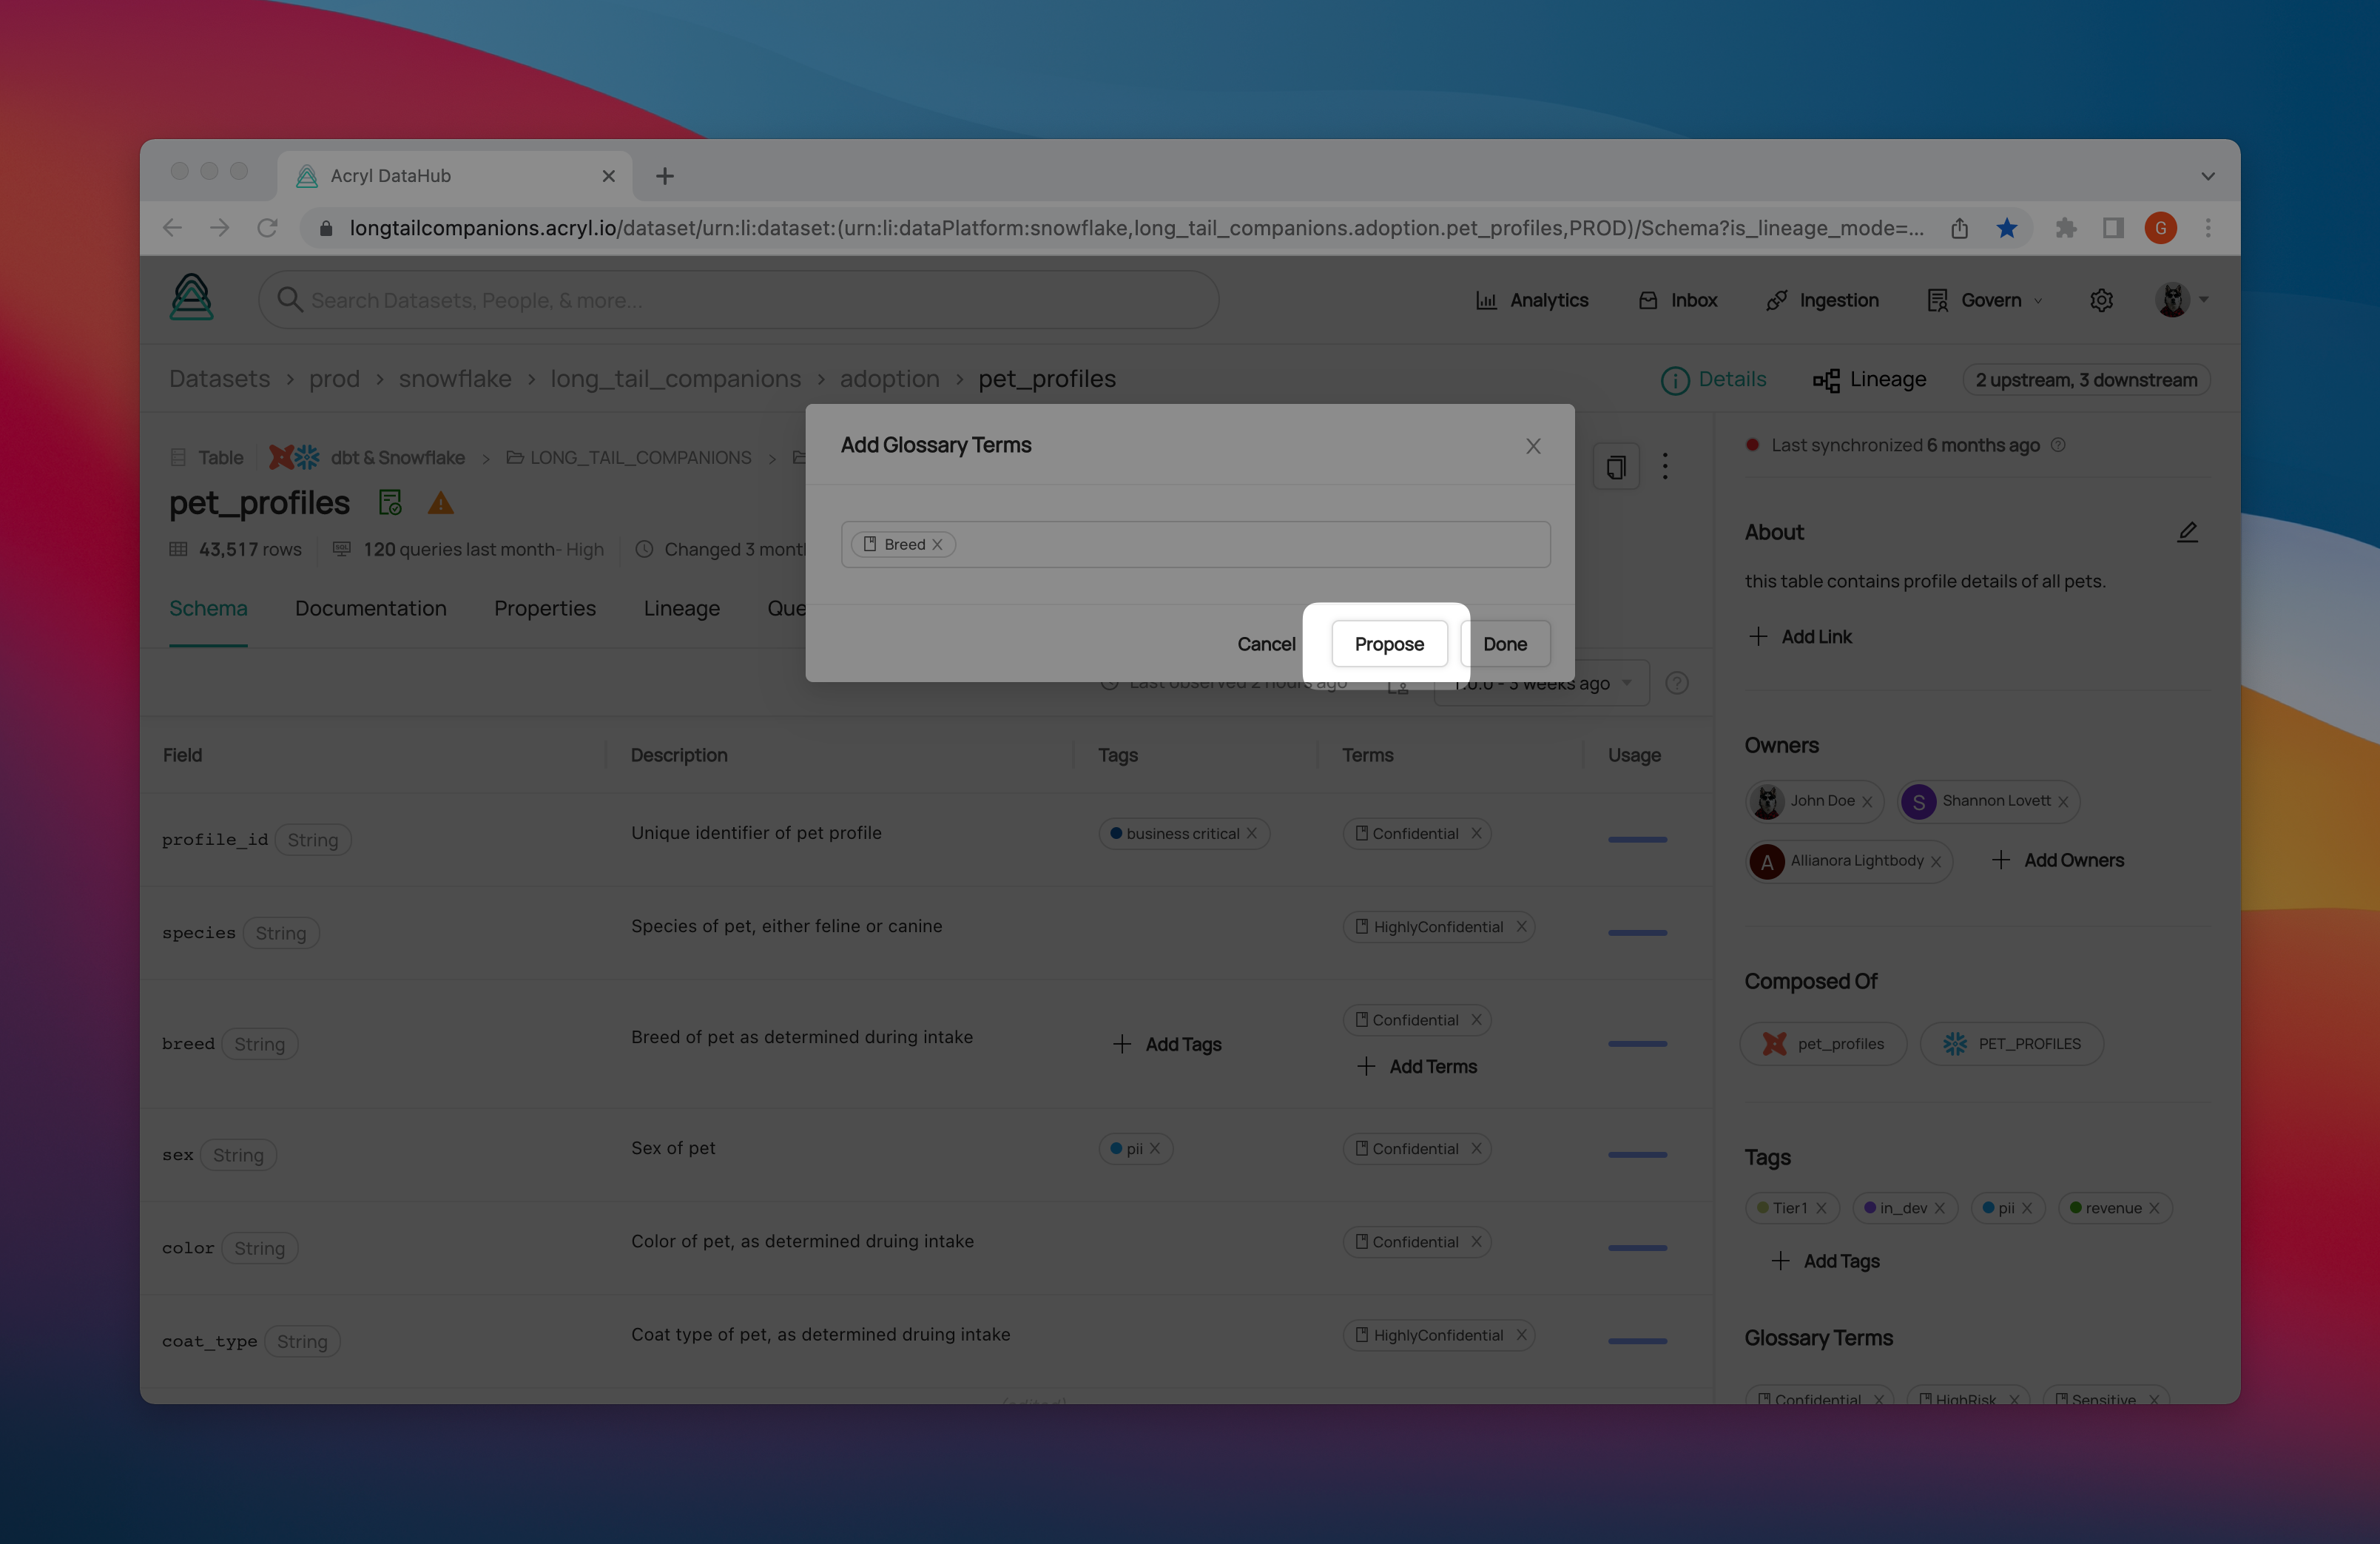 Acryl DataHub
longtailcompanions.acryl.io/dataset/urn:li:dataset:(urn:li:dataPlatform:snowflake,long_tail_companions.adoption.pet_profiles,PROD)/Schema?is_lineage_mode=...
G
Search Datasets, People, & more...
Analytics
Inbox
Ingestion
Govern
Datasets > prod > snowflake > long_tail_companions > adoption > pet_profiles
Details
Lineage
2 upstream, 3 downstream
Table
dbt & Snowflake > LONG_TAIL_COMPANIONS >
pet_profiles
43,517 rows
SQL
120 queries last month- High
Changed 3 mont
Schema
Documentation
Properties
Lineage
Que
Add Glossary Terms
Breed
Cancel
Propose
Done
Last observed 2 hours ago
1.0.0 - 3 weeks ago
Field
Description
Tags
Terms
Usage
profile_id String
Unique identifier of pet profile
business critical
Confidential
species String
Species of pet, either feline or canine
HighlyConfidential
breed String
Breed of pet as determined during intake
Add Tags
Confidential
Add Terms
sex String
Sex of pet
pii
Confidential
color String
Color of pet, as determined druing intake
Confidential
coat_type String
Coat type of pet, as determined druing intake
HighlyConfidential
(edited)
Last synchronized 6 months ago
About
this table contains profile details of all pets.
Add Link
Owners
John Doe
S Shannon Lovett
A Allianora Lightbody
Add Owners
Composed Of
pet_profiles
PET_PROFILES
Tags
Tier1
in_dev
pii
revenue
Add Tags
Glossary Terms
Confidential
HighRisk
Sensitive